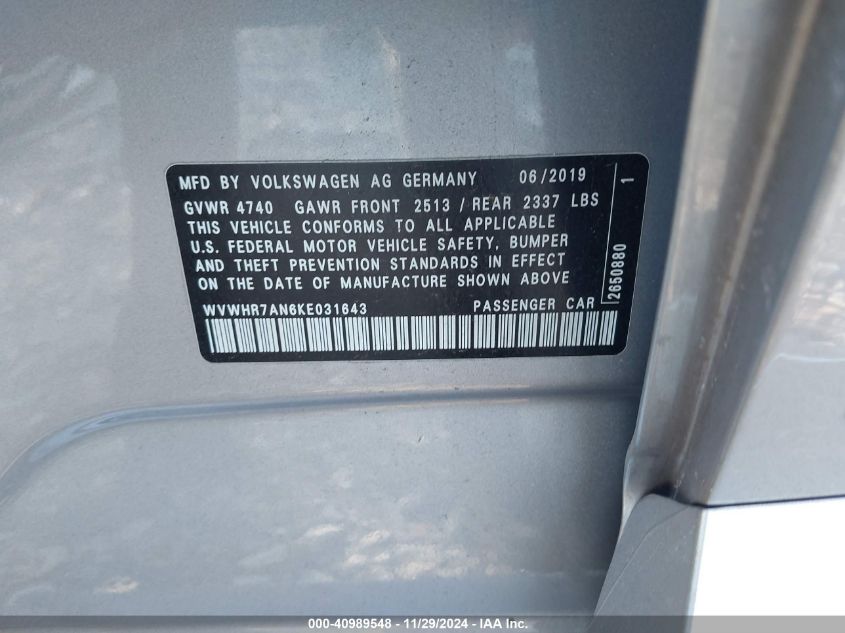 MFD BY VOLKSWAGEN AG GERMANY 06/2019
GVWR 4740 GAWR FRONT 2513 / REAR 2337 LBS
THIS VEHICLE CONFORMS TO ALL APPLICABLE
U.S. FEDERAL MOTOR VEHICLE SAFETY, BUMPER
AND THEFT PREVENTION STANDARDS IN EFFECT
ON THE DATE OF MANUFACTURE SHOWN ABOVE
WVWHR7AN6KE031643 PASSENGER CAR
2650880 1
000-40989548 - 11/29/2024 - IAA Inc.